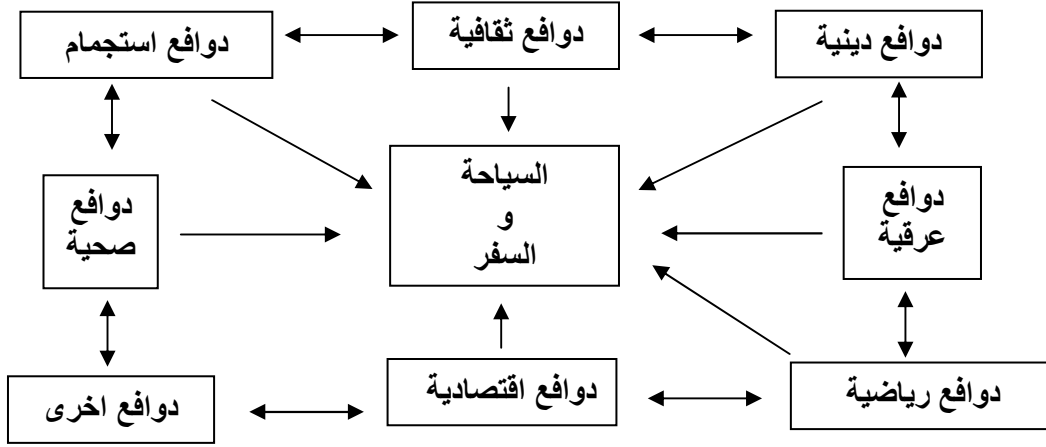 دوافع دينية
دوافع ثقافية
دوافع استجمام
دوافع
عرقية
السياحة
و
السفر
دوافع
صحية
دوافع رياضية
دوافع اقتصادية
دوافع اخرى